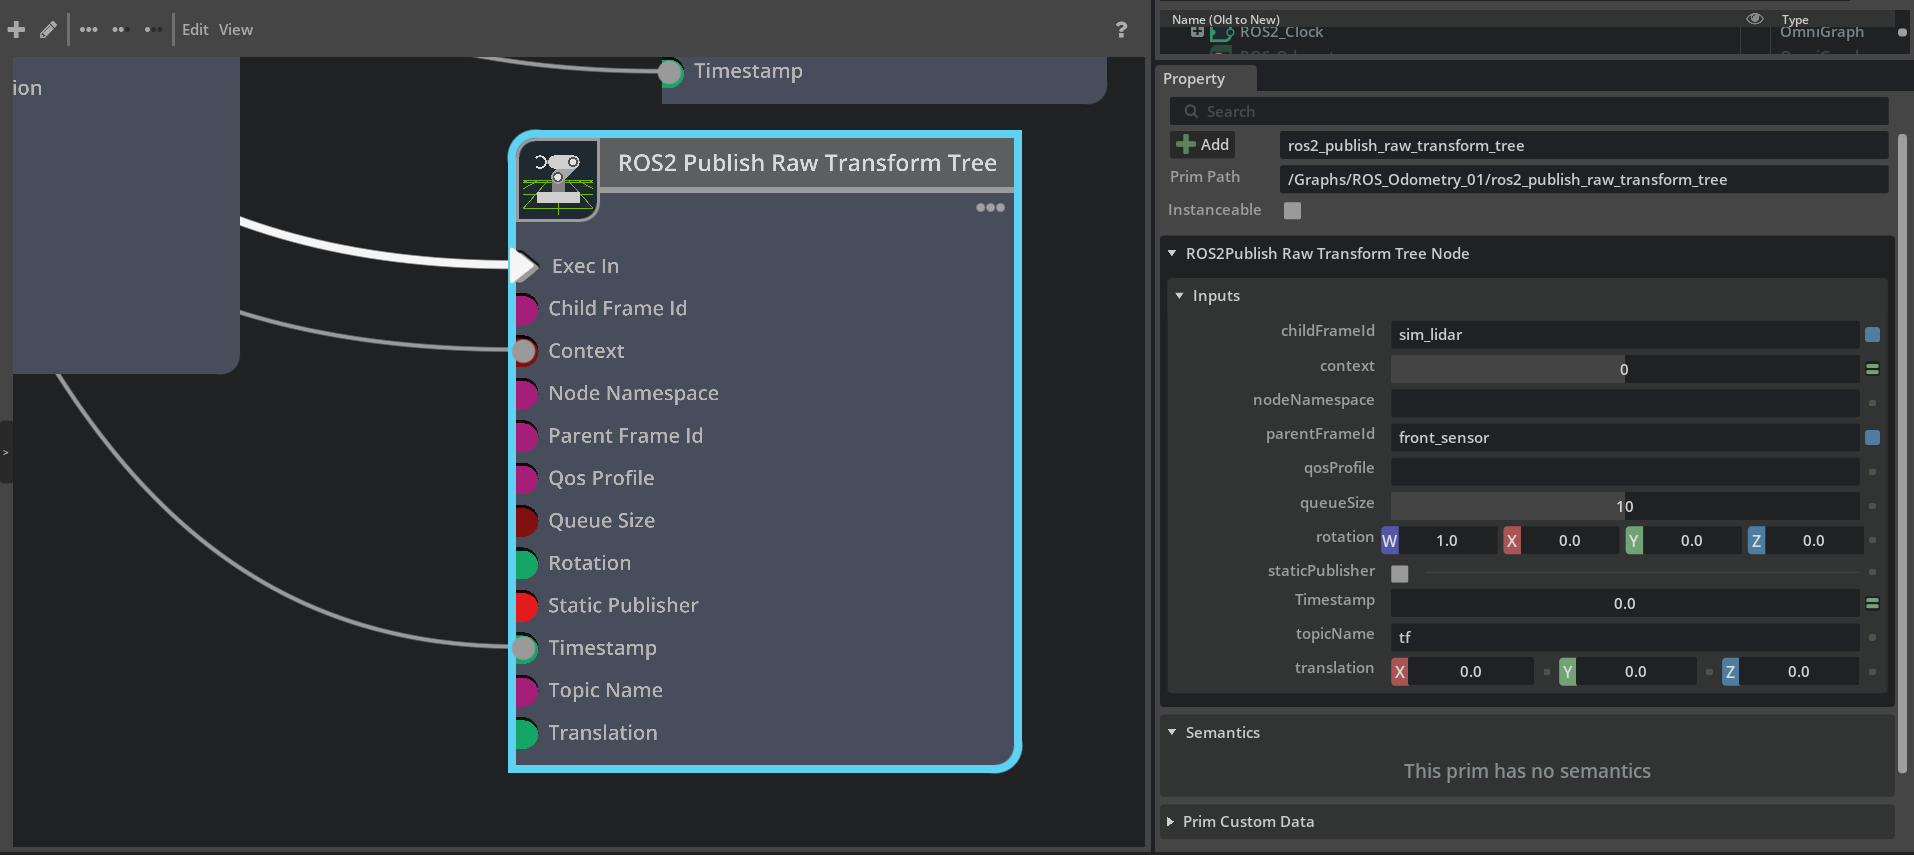 Edit View
?
ion
Timestamp
ROS2 Publish Raw Transform Tree
Exec In
Child Frame Id
Context
Node Namespace
Parent Frame Id
Qos Profile
Queue Size
Rotation
Static Publisher
Timestamp
Topic Name
Translation
>
Name (Old to New) Type
ROS2_Clock OmniGraph
Property
Search
Add ros2_publish_raw_transform_tree
Prim Path /Graphs/ROS_Odometry_01/ros2_publish_raw_transform_tree
Instanceable
ROS2Publish Raw Transform Tree Node
Inputs
childFrameId sim_lidar
context 0
nodeNamespace
parentFrameId front_sensor
qosProfile
queueSize 10
rotation W 1.0 X 0.0 Y 0.0 Z 0.0
staticPublisher
Timestamp 0.0
topicName tf
translation X 0.0 Y 0.0 Z 0.0
Semantics
This prim has no semantics
Prim Custom Data